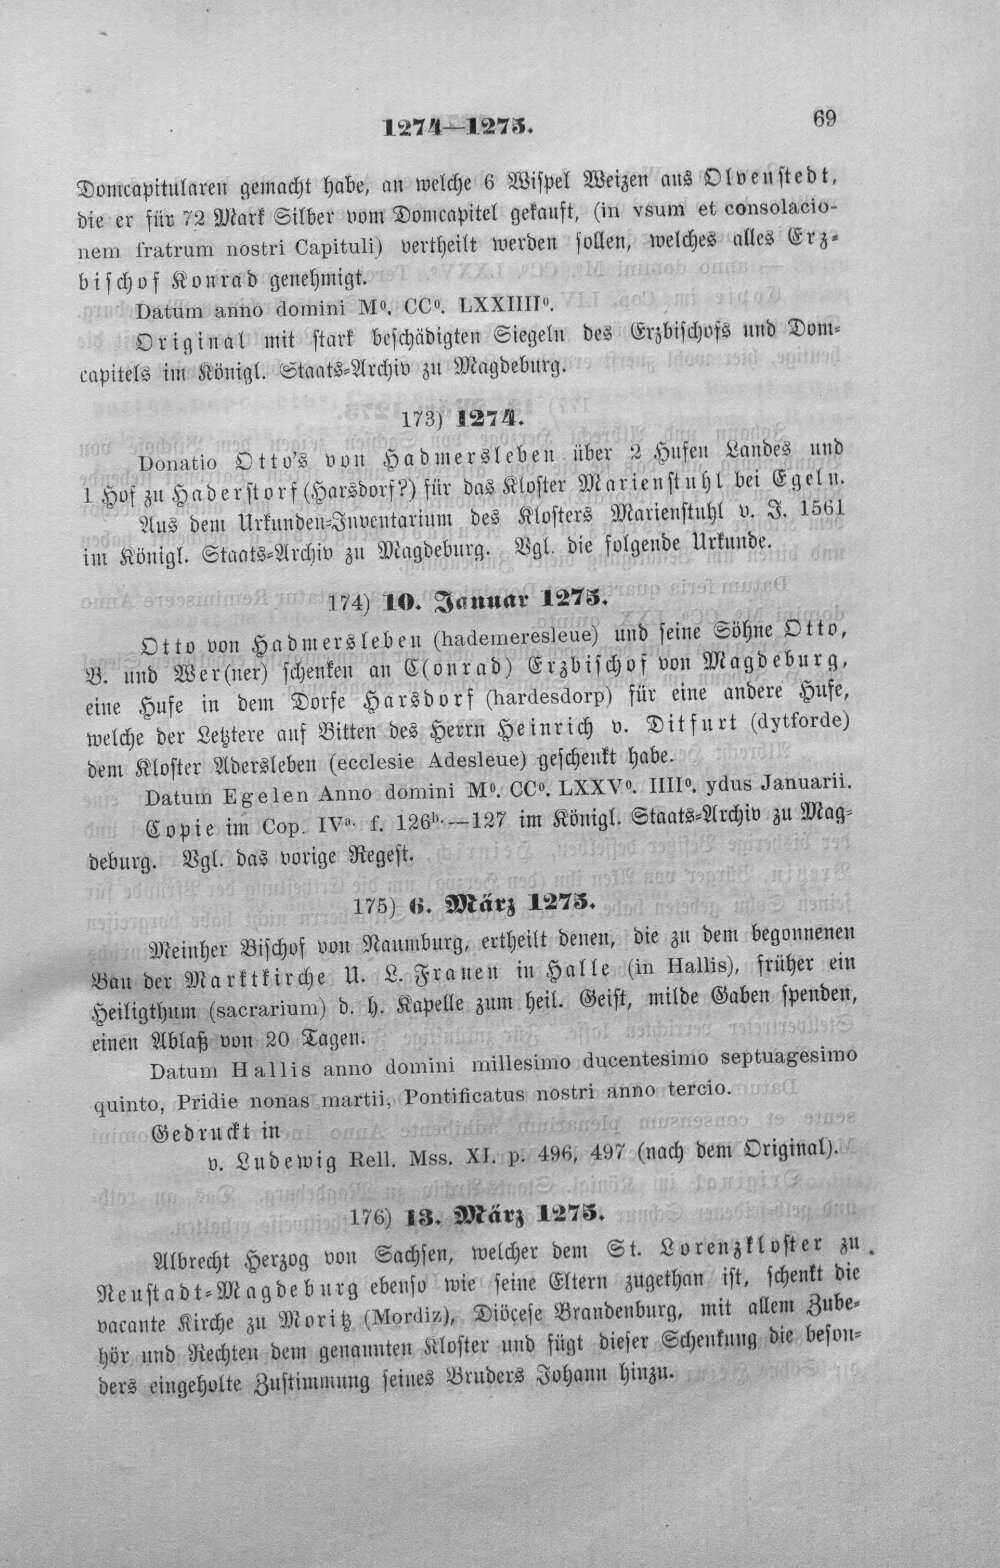 1274—1275.
69
Domcapitularen gemacht habe, an welche 6 Wispel Weizen aus Olvenstedt,
die er für 72 Mark Silber vom Domcapitel gekauft, (in vsum et consolacio-
nem fratrum nostri Capituli) vertheilt werden sollen, welches alles Erz-
bischof Konrad genehmigt.
Datum anno domini Mº. CCº. LXXIIIIº.
Original mit stark beschädigten Siegeln des Erzbischofs und Dom-
capitels im Königl. Staats-Archiv zu Magdeburg.
173) 1274.
Donatio Otto's von Hadmersleben über 2 Hufen Landes und
1 Hof zu Haderstorf (Harsdorf?) für das Kloster Marienstuhl bei Egeln.
Aus dem Urkunden-Inventarium des Klosters Marienstuhl v. J. 1561
im Königl. Staats-Archiv zu Magdeburg. Vgl. die folgende Urkunde.
174) 10. Januar 1275.
Otto von Hadmersleben (hademeresleue) und seine Söhne Otto,
B. und Wer(ner) schenken an C(onrad) Erzbischof von Magdeburg,
eine Hufe in dem Dorfe Harsdorf (hardesdorp) für eine andere Hufe,
welche der Letztere auf Bitten des Herrn Heinrich v. Ditfurt (dytforde)
dem Kloster Adersleben (ecclesie Adesleue) geschenkt habe.
Datum Egelen Anno domini Mº. CCº. LXXVº. IIIIº. ydus Januarii.
Copie im Cop. IVª. f. 126ᵇ.—127 im Königl. Staats-Archiv zu Mag-
deburg. Vgl. das vorige Regest.
175) 6. März 1275.
Meinher Bischof von Naumburg, ertheilt denen, die zu dem begonnenen
Bau der Marktkirche U. L. Frauen in Halle (in Hallis), früher ein
Heiligthum (sacrarium) d. h. Kapelle zum heil. Geist, milde Gaben spenden,
einen Ablaß von 20 Tagen.
Datum Hallis anno domini millesimo ducentesimo septuagesimo
quinto, Pridie nonas martii, Pontificatus nostri anno tercio.
Gedruckt in
v. Ludewig Rell. Mss. XI. p. 496, 497 (nach dem Original).
176) 13. März 1275.
Albrecht Herzog von Sachsen, welcher dem St. Lorenzkloster zu
Neustadt-Magdeburg ebenso wie seine Eltern zugethan ist, schenkt die
vacante Kirche zu Moritz (Mordiz), Diöcese Brandenburg, mit allem Zube-
hör und Rechten dem genannten Kloster und fügt dieser Schenkung die beson-
ders eingeholte Zustimmung seines Bruders Johann hinzu.